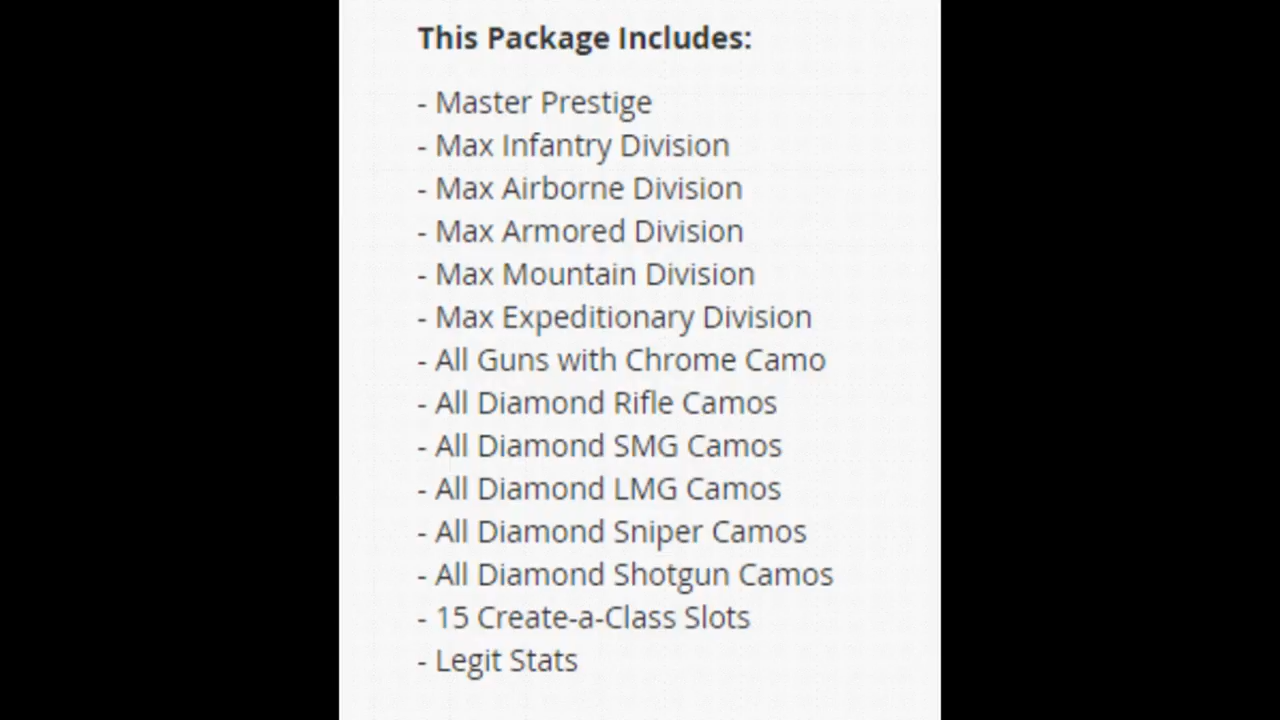 This Package Includes:
- Master Prestige
- Max Infantry Division
- Max Airborne Division
- Max Armored Division
- Max Mountain Division
- Max Expeditionary Division
- All Guns with Chrome Camo
- All Diamond Rifle Camos
- All Diamond SMG Camos
- All Diamond LMG Camos
- All Diamond Sniper Camos
- All Diamond Shotgun Camos
- 15 Create-a-Class Slots
- Legit Stats